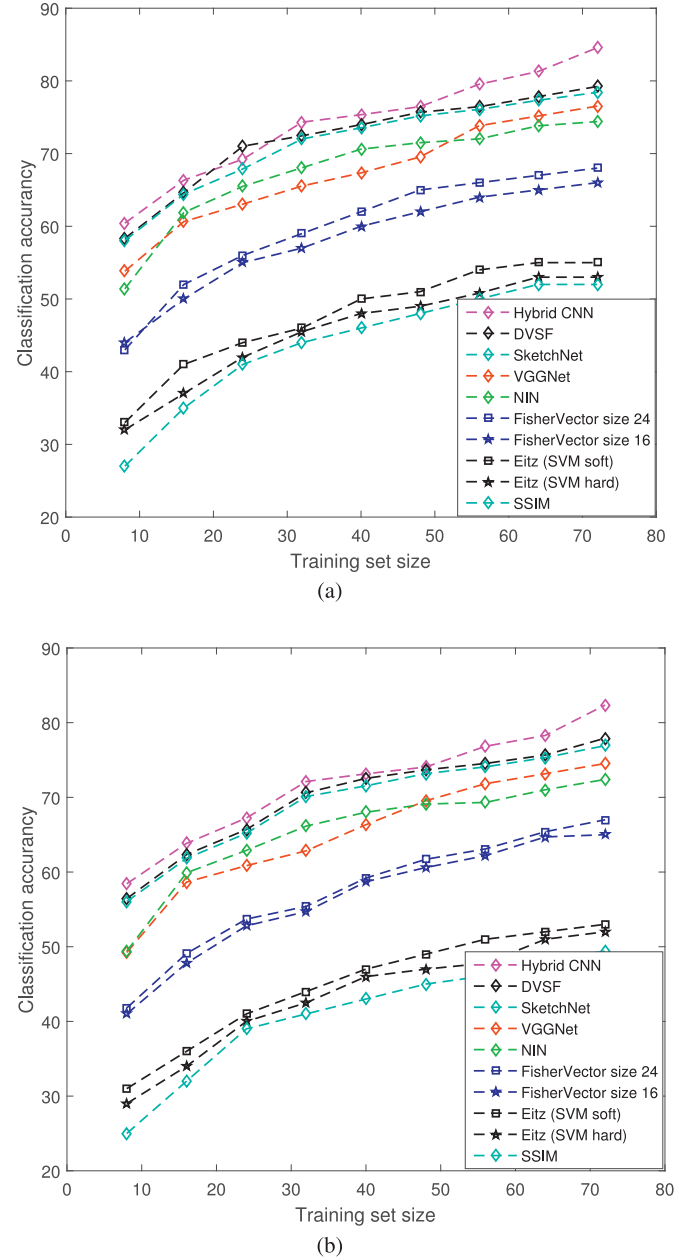 90
80
70
60
50
40
30
20
Classification accurancy
Hybrid CNN
DVSF
SketchNet
VGGNet
NIN
FisherVector size 24
FisherVector size 16
Eitz (SVM soft)
Eitz (SVM hard)
SSIM
0 10 20 30 40 50 60 70 80
Training set size
(a)
90
80
70
60
50
40
30
20
Classification accurancy
Hybrid CNN
DVSF
SketchNet
VGGNet
NIN
FisherVector size 24
FisherVector size 16
Eitz (SVM soft)
Eitz (SVM hard)
SSIM
0 10 20 30 40 50 60 70 80
Training set size
(b)